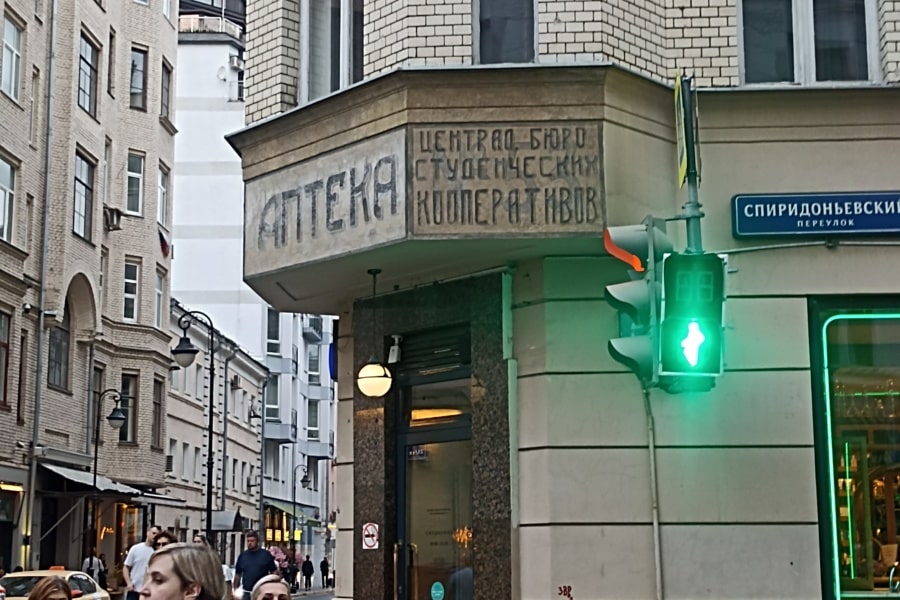 АПТЕКА
ЦЕНТРАЛ. БЮРО
СТУДЕНЧЕСКИХ
КООПЕРАТИВОВ
СПИРИДОНЬЕВСКИЙ
ПЕРЕУЛОК